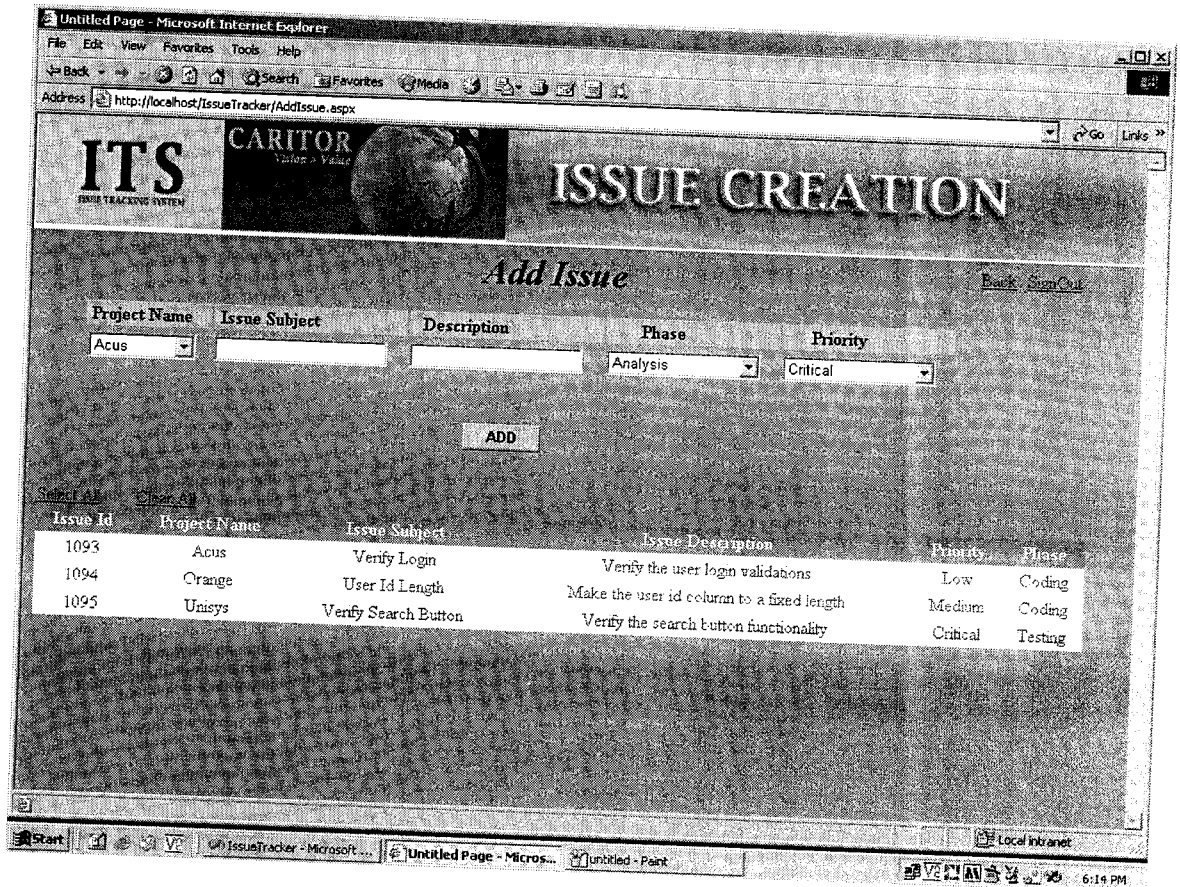 Untitled Page - Microsoft Internet Explorer
File Edit View Favorites Tools Help
Back Search Favorites Media
Address http://localhost/IssueTracker/AddIssue.aspx Go Links »
ITS
ISSUE TRACKING SYSTEM
CARITOR
Vision > Value
ISSUE CREATION
Add Issue
Back SignOut
Project Name Issue Subject Description Phase Priority
Acus Analysis Critical
ADD
Select All Clear All
Issue Id Project Name Issue Subject Issue Description Priority Phase
1093 Acus Verify Login Verify the user login validations Low Coding
1094 Orange User Id Length Make the user id column to a fixed length Medium Coding
1095 Unisys Verify Search Button Verify the search button functionality Critical Testing
Local intranet
Start IssueTracker - Microsoft ... Untitled Page - Micros... untitled - Paint 6:14 PM